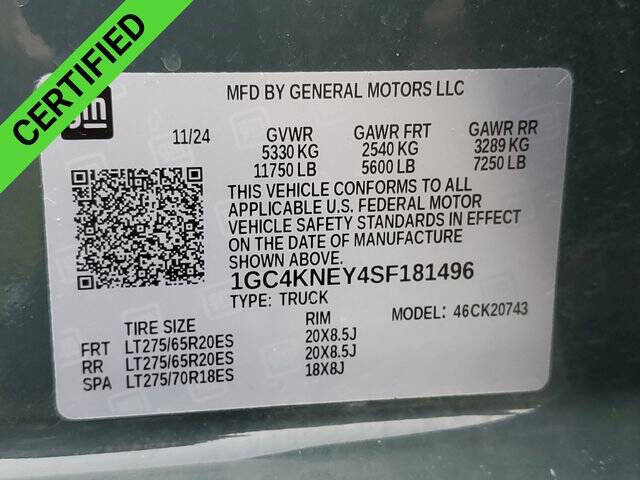 CERTIFIED
gm
MFD BY GENERAL MOTORS LLC
11/24 GVWR GAWR FRT GAWR RR
5330 KG 2540 KG 3289 KG
11750 LB 5600 LB 7250 LB
THIS VEHICLE CONFORMS TO ALL
APPLICABLE U.S. FEDERAL MOTOR
VEHICLE SAFETY STANDARDS IN EFFECT
ON THE DATE OF MANUFACTURE
SHOWN ABOVE.
1GC4KNEY4SF181496
TYPE: TRUCK MODEL: 46CK20743
TIRE SIZE RIM
FRT LT275/65R20ES 20X8.5J
RR LT275/65R20ES 20X8.5J
SPA LT275/70R18ES 18X8J